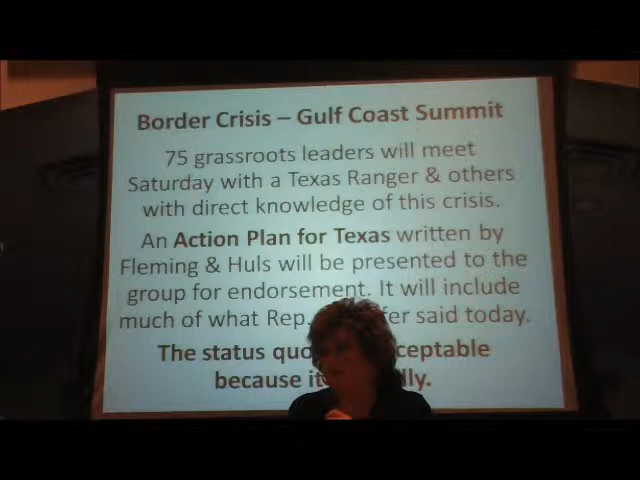 Border Crisis – Gulf Coast Summit
75 grassroots leaders will meet
Saturday with a Texas Ranger & others
with direct knowledge of this crisis.
An Action Plan for Texas written by
Fleming & Huls will be presented to the
group for endorsement. It will include
much of what Rep. said today.
The status quo
because